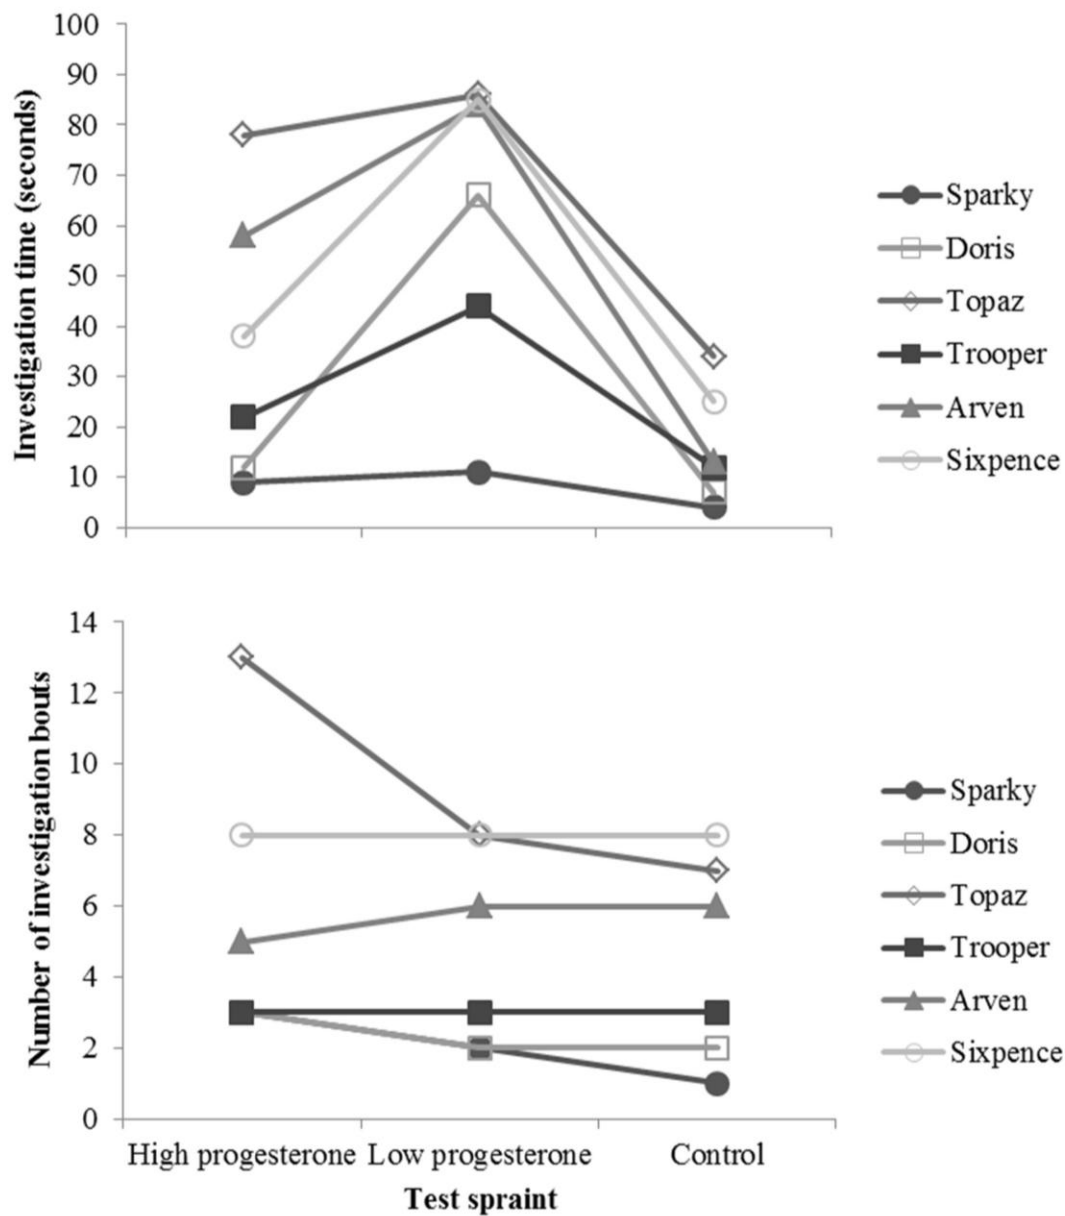 Investigation time (seconds)
100
90
80
70
60
50
40
30
20
10
0
Sparky
Doris
Topaz
Trooper
Arven
Sixpence
Number of investigation bouts
14
12
10
8
6
4
2
0
Sparky
Doris
Topaz
Trooper
Arven
Sixpence
High progesterone Low progesterone Control
Test spraint